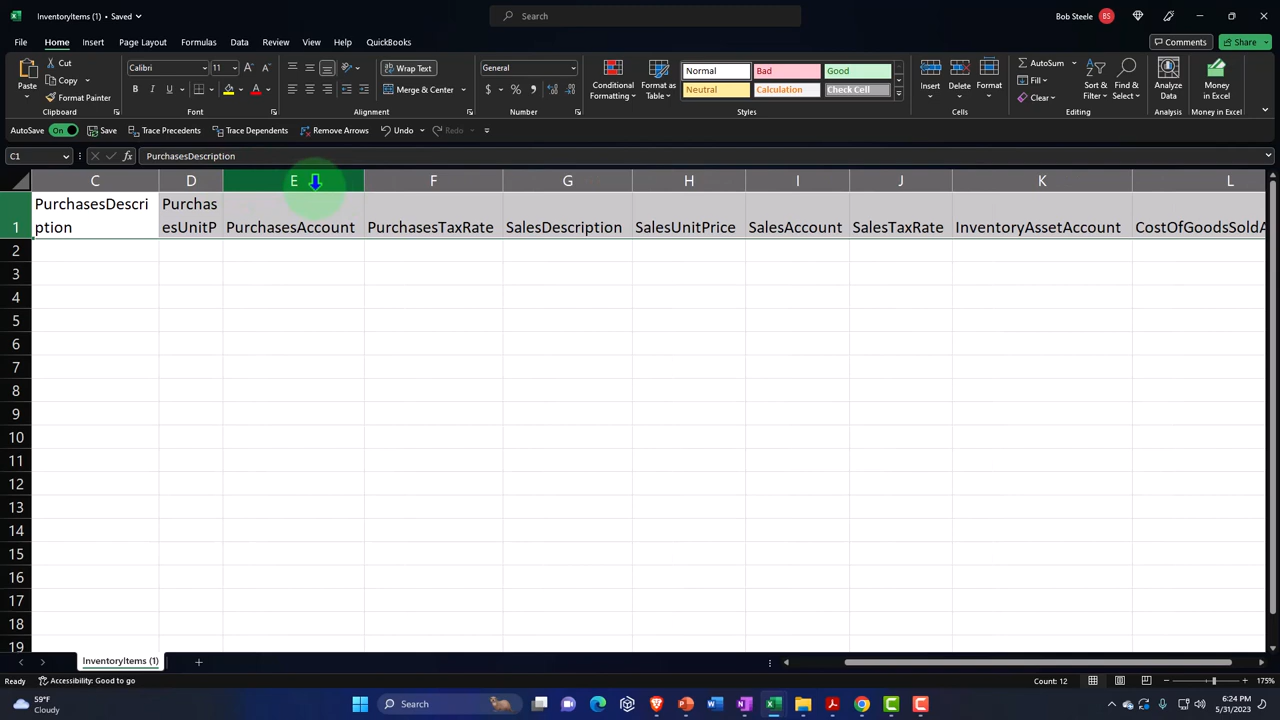 InventoryItems (1) • Saved
Search
Bob Steele BS
File Home Insert Page Layout Formulas Data Review View Help QuickBooks
Comments Share
Paste
Cut
Copy
Format Painter
Clipboard
Calibri 11
B I U
Font
Wrap Text
Merge & Center
Alignment
General
Number
Conditional
Formatting
Format as
Table
Normal Bad Good
Neutral Calculation Check Cell
Styles
Insert Delete Format
Cells
AutoSum
Fill
Clear
Sort &
Filter
Find &
Select
Editing
Analyze
Data
Analysis
Money
in Excel
Money in Excel
AutoSave On Save Trace Precedents Trace Dependents Remove Arrows Undo Redo
C1 fx PurchasesDescription
C D E F G H I J K L
PurchasesDescri Purchas
1 ption esUnitP PurchasesAccount PurchasesTaxRate SalesDescription SalesUnitPrice SalesAccount SalesTaxRate InventoryAssetAccount CostOfGoodsSoldA
2
3
4
5
6
7
8
9
10
11
12
13
14
15
16
17
18
19
InventoryItems (1)
Ready Accessibility: Good to go Count: 12 175%
59°F
Cloudy
Search
6:24 PM
5/31/2023